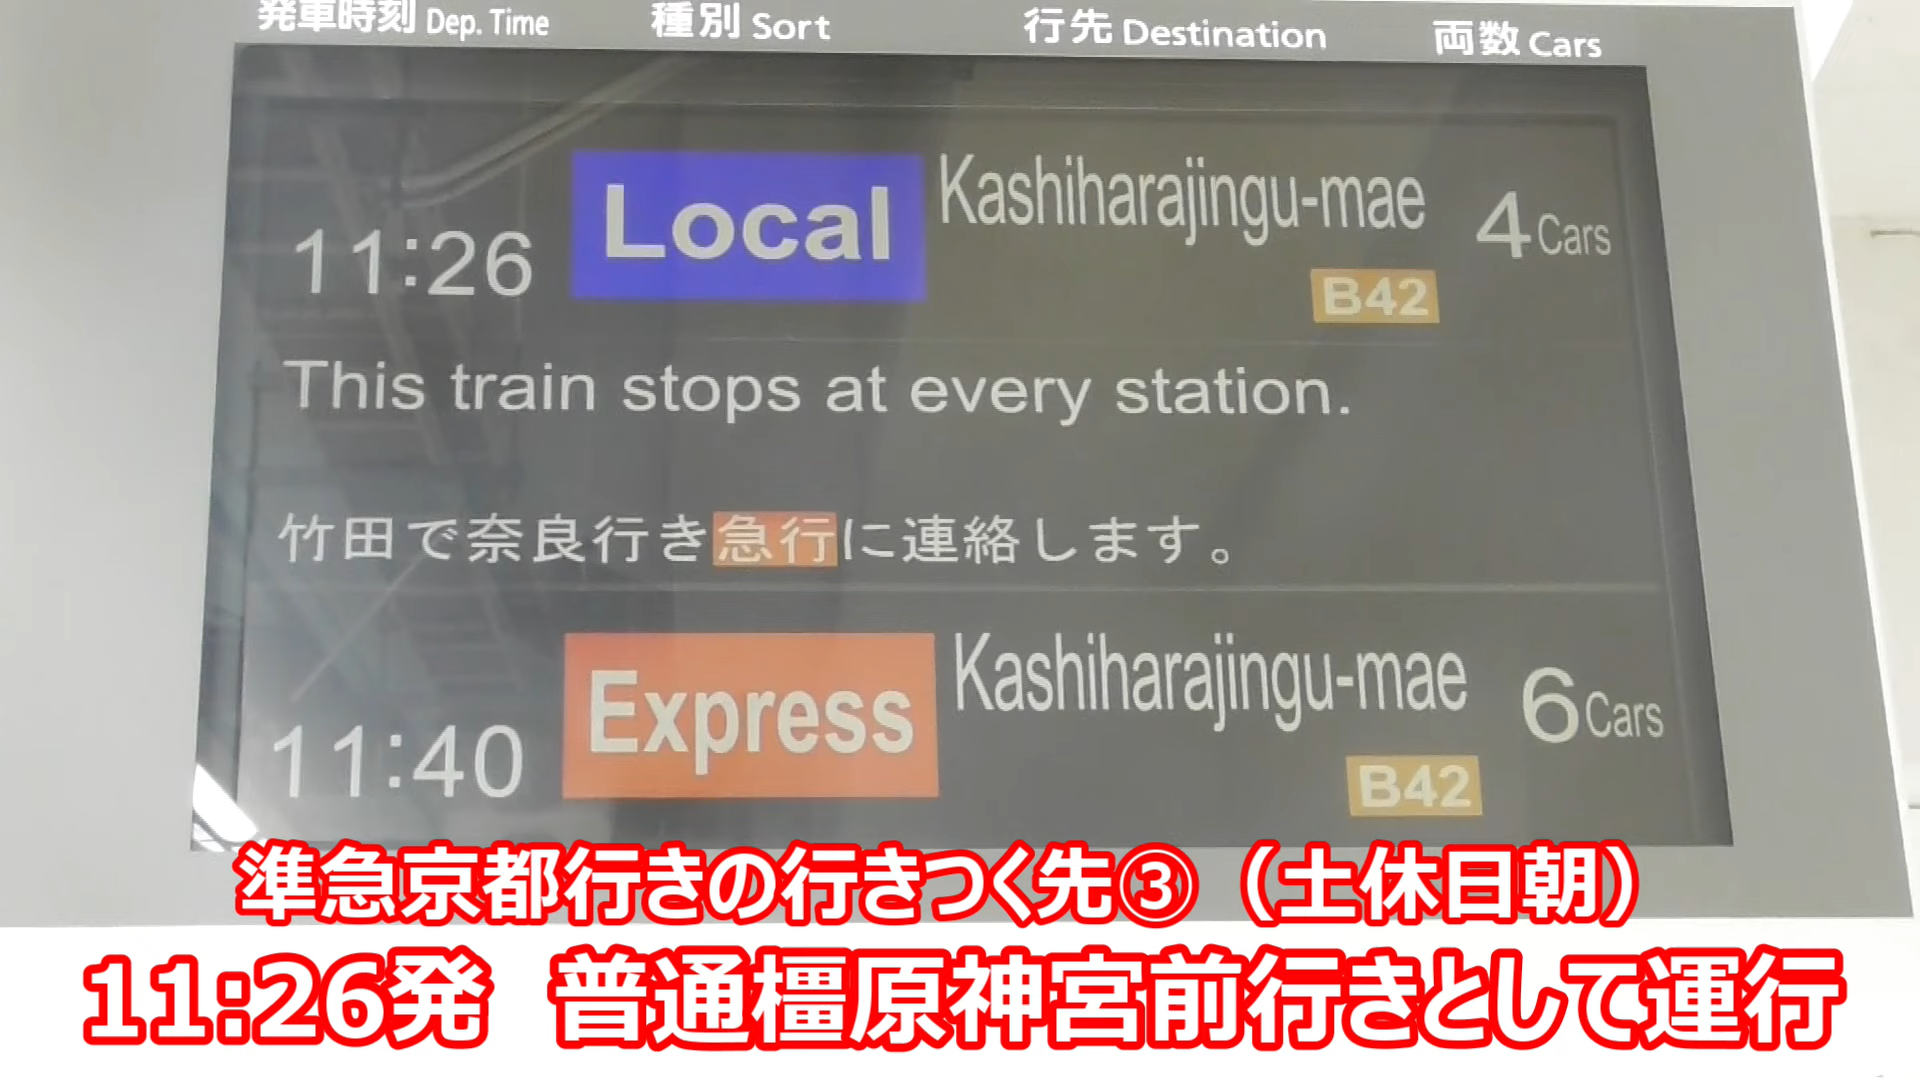 発車時刻 Dep. Time 種別 Sort 行先 Destination 両数 Cars
11:26 Local Kashiharajingu-mae 4 Cars
B42
This train stops at every station.
竹田で奈良行き急行に連絡します。
11:40 Express Kashiharajingu-mae 6 Cars
B42
準急京都行きの行きつく先③（土休日朝）
11:26発 普通橿原神宮前行きとして運行